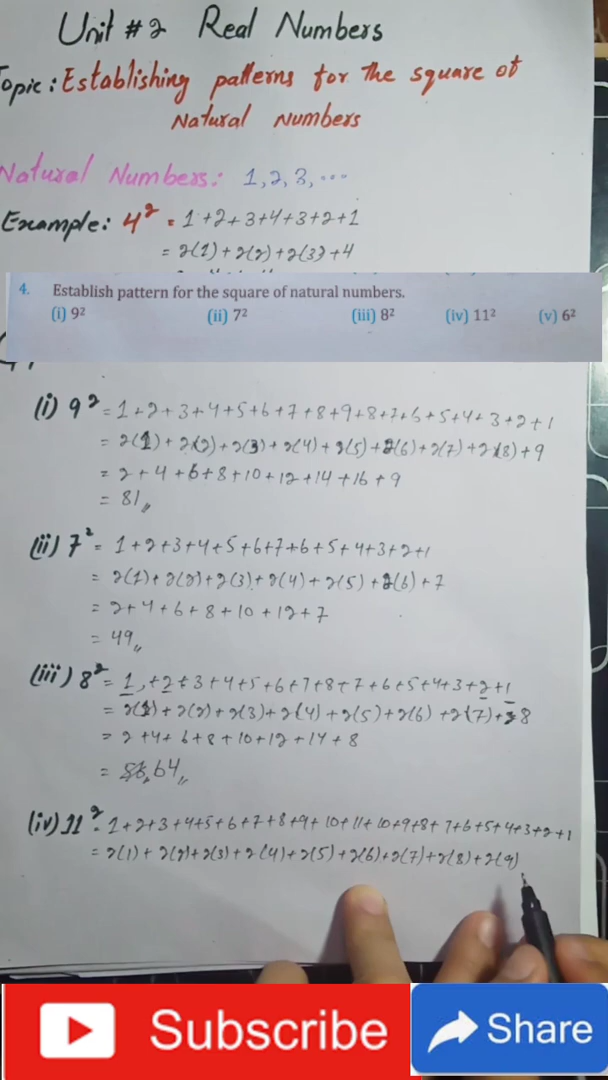 Unit #2 Real Numbers
Topic: Establishing patterns for the square of
Natural Numbers
Natural Numbers: 1,2,3,...
Example: 4² = 1+2+3+4+3+2+1
= 2(1)+2(2)+2(3)+4
4. Establish pattern for the square of natural numbers.
(i) 9² (ii) 7² (iii) 8² (iv) 11² (v) 6²
(i) 9² = 1+2+3+4+5+6+7+8+9+8+7+6+5+4+3+2+1
= 2(1)+2(2)+2(3)+2(4)+2(5)+2(6)+2(7)+2(8)+9
= 2+4+6+8+10+12+14+16+9
= 81
(ii) 7² = 1+2+3+4+5+6+7+6+5+4+3+2+1
= 2(1)+2(2)+2(3)+2(4)+2(5)+2(6)+7
= 2+4+6+8+10+12+7
= 49
(iii) 8² = 1+2+3+4+5+6+7+8+7+6+5+4+3+2+1
= 2(1)+2(2)+2(3)+2(4)+2(5)+2(6)+2(7)+8
= 2+4+6+8+10+12+14+8
= 64
(iv) 11² = 1+2+3+4+5+6+7+8+9+10+11+10+9+8+7+6+5+4+3+2+1
= 2(1)+2(2)+2(3)+2(4)+2(5)+2(6)+2(7)+2(8)+2(9)
Subscribe Share